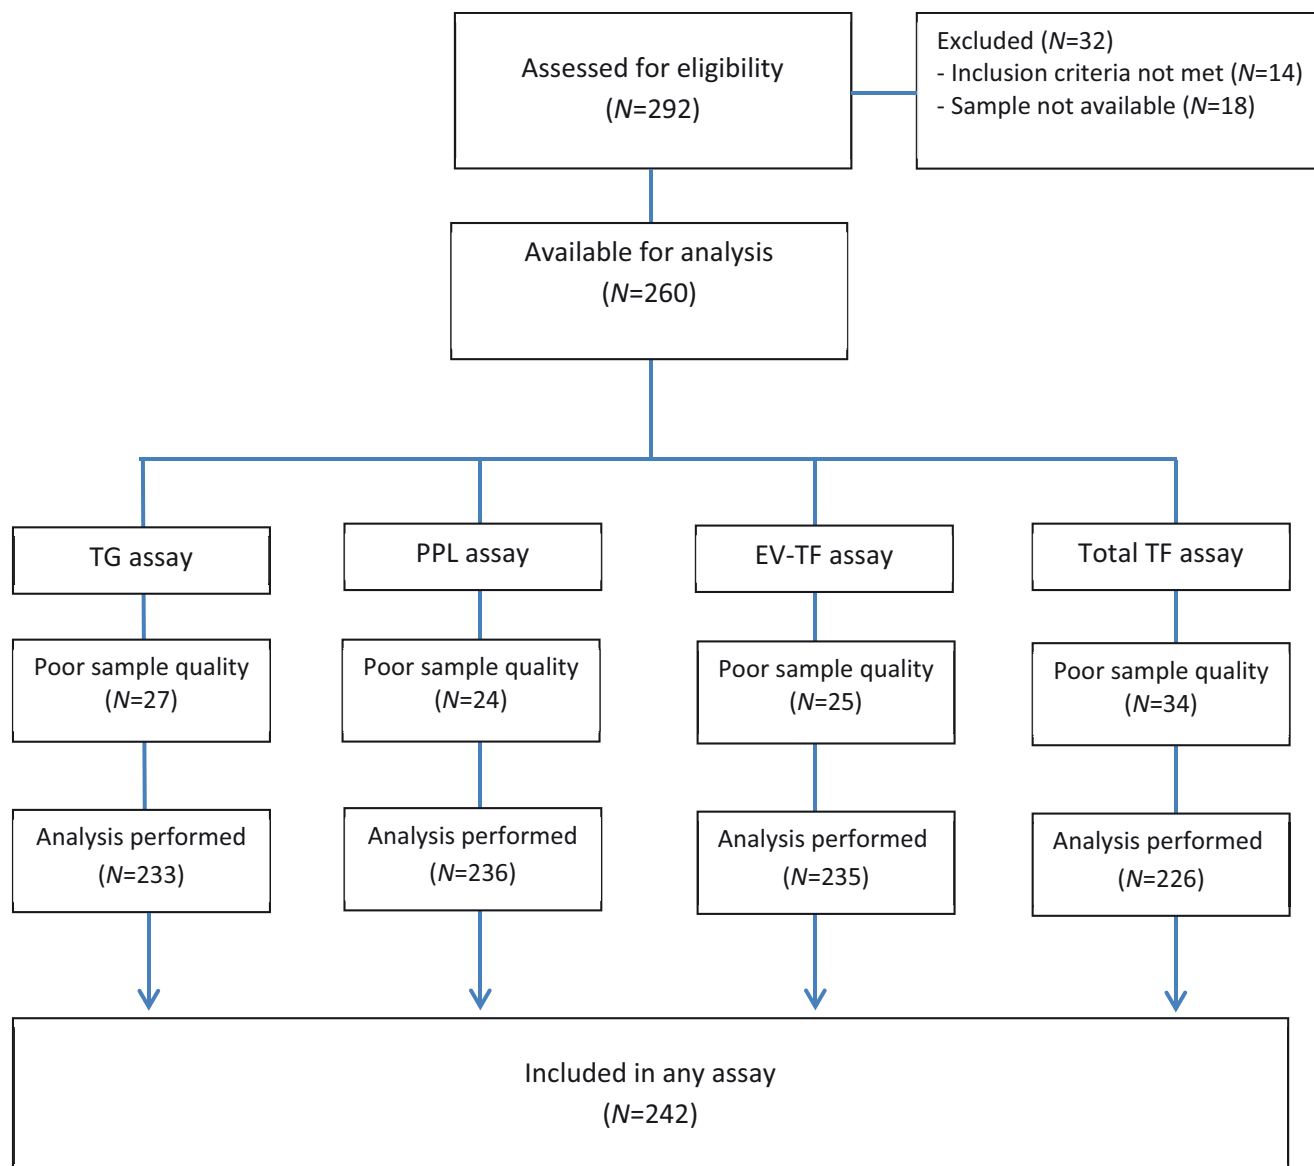 Assessed for eligibility
(N=292)
Excluded (N=32)
- Inclusion criteria not met (N=14)
- Sample not available (N=18)
Available for analysis
(N=260)
TG assay
PPL assay
EV-TF assay
Total TF assay
Poor sample quality
(N=27)
Poor sample quality
(N=24)
Poor sample quality
(N=25)
Poor sample quality
(N=34)
Analysis performed
(N=233)
Analysis performed
(N=236)
Analysis performed
(N=235)
Analysis performed
(N=226)
Included in any assay
(N=242)